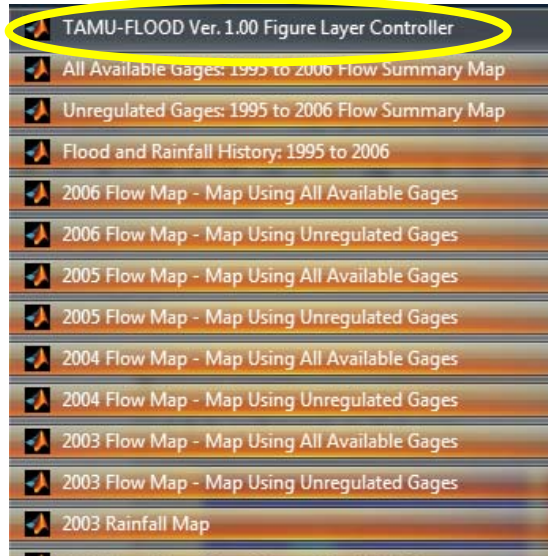 TAMU-FLOOD Ver. 1.00 Figure Layer Controller
All Available Gages: 1995 to 2006 Flow Summary Map
Unregulated Gages: 1995 to 2006 Flow Summary Map
Flood and Rainfall History: 1995 to 2006
2006 Flow Map - Map Using All Available Gages
2006 Flow Map - Map Using Unregulated Gages
2005 Flow Map - Map Using All Available Gages
2005 Flow Map - Map Using Unregulated Gages
2004 Flow Map - Map Using All Available Gages
2004 Flow Map - Map Using Unregulated Gages
2003 Flow Map - Map Using All Available Gages
2003 Flow Map - Map Using Unregulated Gages
2003 Rainfall Map